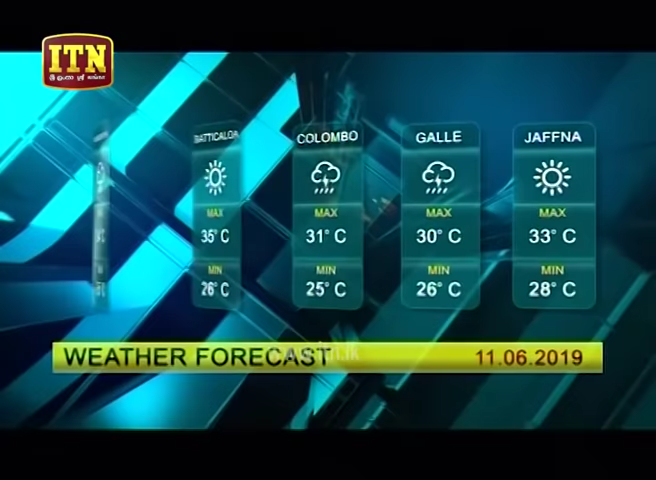 ITN
BATTICALOA
MAX
35° C
MIN
26° C
COLOMBO
MAX
31° C
MIN
25° C
GALLE
MAX
30° C
MIN
26° C
JAFFNA
MAX
33° C
MIN
28° C
WEATHER FORECAST
11.06.2019